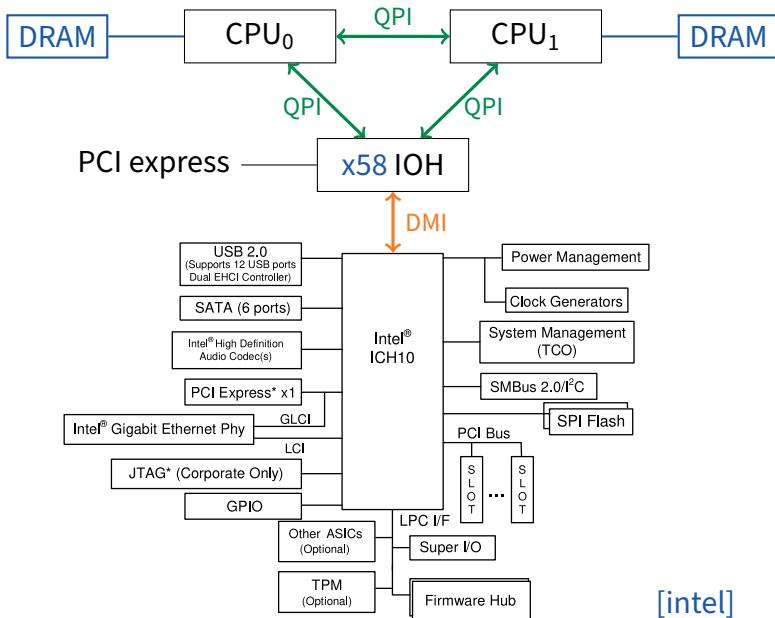 DRAM
CPU₀
QPI
CPU₁
DRAM
QPI
QPI
PCI express
x58 IOH
DMI
USB 2.0
(Supports 12 USB ports
Dual EHCI Controller)
SATA (6 ports)
Intel® High Definition
Audio Codec(s)
PCI Express* x1
GLCI
Intel® Gigabit Ethernet Phy
LCI
JTAG* (Corporate Only)
GPIO
Intel®
ICH10
Power Management
Clock Generators
System Management
(TCO)
SMBus 2.0/I²C
SPI Flash
PCI Bus
SLOT
...
SLOT
LPC I/F
Other ASICs
(Optional)
Super I/O
TPM
(Optional)
Firmware Hub
[intel]